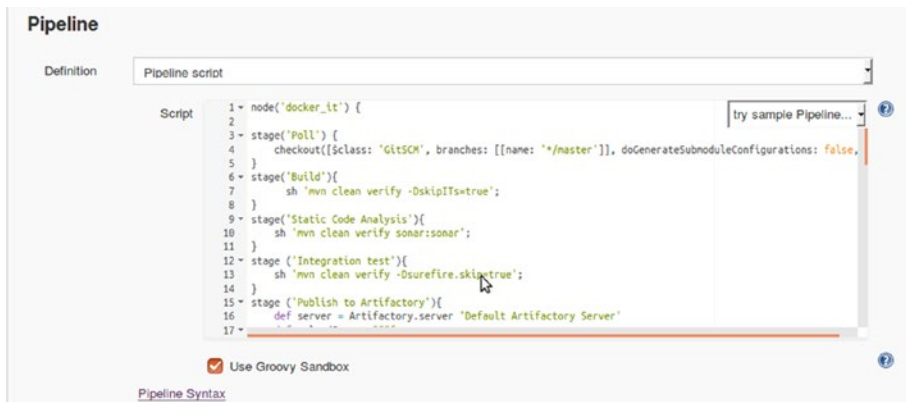 Pipeline
Definition
Pipeline script
Script
try sample Pipeline...
1 node('docker_it') {
2
3 stage('Poll') {
4 checkout([$class: 'GitSCM', branches: [[name: '*/master']], doGenerateSubmoduleConfigurations: false,
5 }
6 stage('Build'){
7 sh 'mvn clean verify -DskipITs=true';
8 }
9 stage('Static Code Analysis'){
10 sh 'mvn clean verify sonar:sonar';
11 }
12 stage ('Integration test'){
13 sh 'mvn clean verify -Dsurefire.skip=true';
14 }
15 stage ('Publish to Artifactory'){
16 def server = Artifactory.server 'Default Artifactory Server'
17
Use Groovy Sandbox
Pipeline Syntax